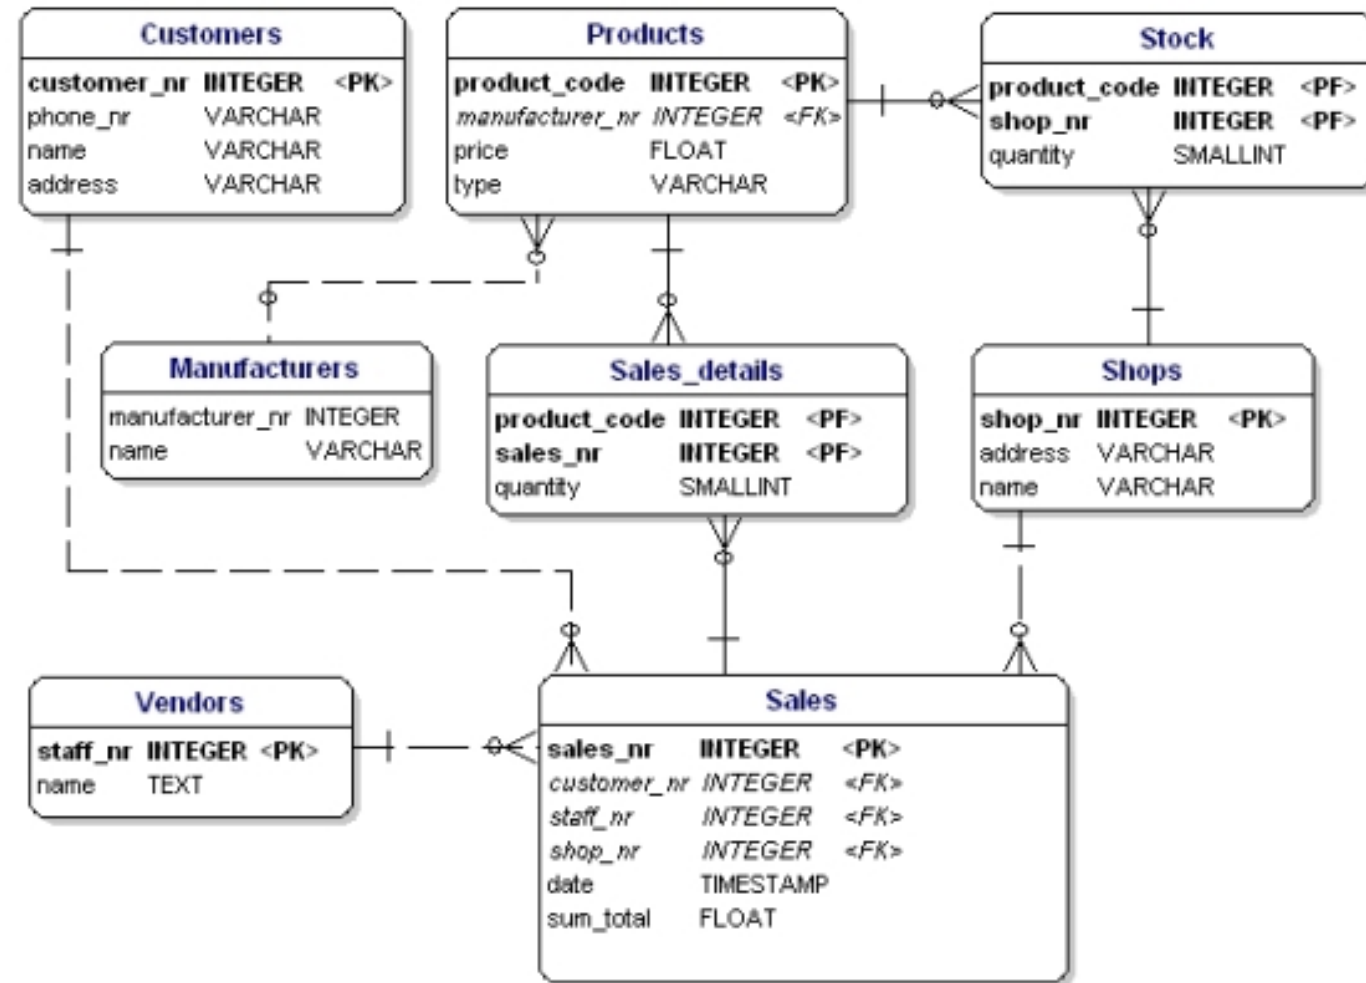 Customers
customer_nr INTEGER <PK>
phone_nr VARCHAR
name VARCHAR
address VARCHAR
Products
product_code INTEGER <PK>
manufacturer_nr INTEGER <FK>
price FLOAT
type VARCHAR
Stock
product_code INTEGER <PF>
shop_nr INTEGER <PF>
quantity SMALLINT
Manufacturers
manufacturer_nr INTEGER
name VARCHAR
Sales_details
product_code INTEGER <PF>
sales_nr INTEGER <PF>
quantity SMALLINT
Shops
shop_nr INTEGER <PK>
address VARCHAR
name VARCHAR
Vendors
staff_nr INTEGER <PK>
name TEXT
Sales
sales_nr INTEGER <PK>
customer_nr INTEGER <FK>
staff_nr INTEGER <FK>
shop_nr INTEGER <FK>
date TIMESTAMP
sum_total FLOAT